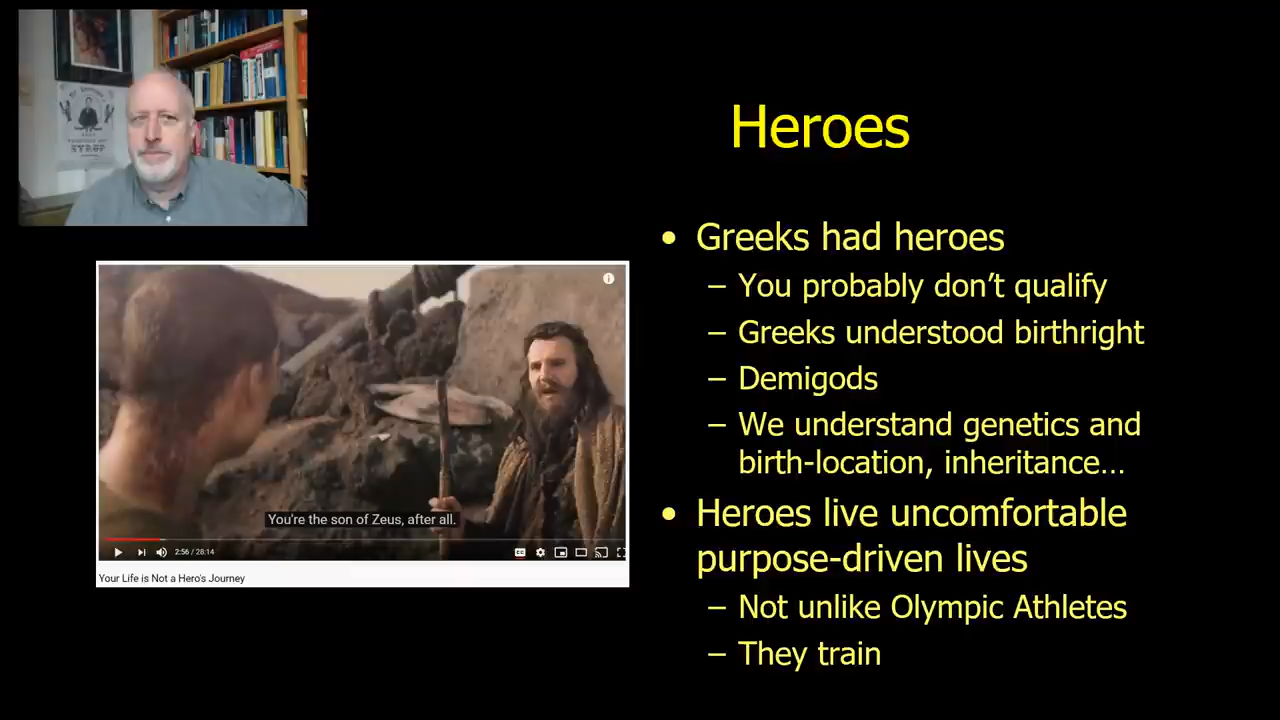 SYRUP
Heroes
• Greeks had heroes
– You probably don’t qualify
– Greeks understood birthright
– Demigods
– We understand genetics and
birth-location, inheritance…
• Heroes live uncomfortable
purpose-driven lives
– Not unlike Olympic Athletes
– They train
You're the son of Zeus, after all.
2:56 / 28:14
CC
Your Life is Not a Hero's Journey